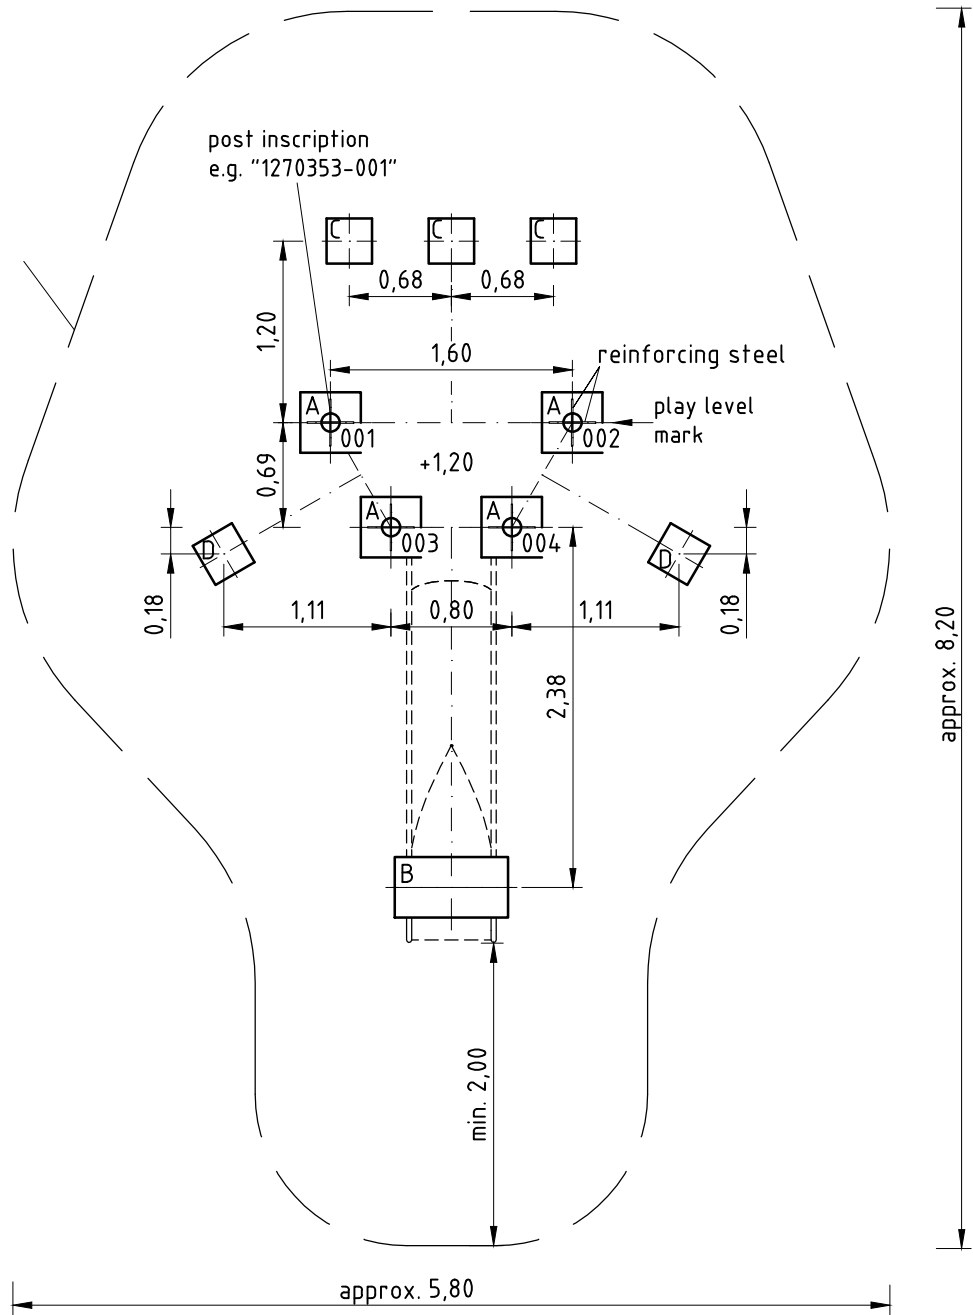 post inscription
e.g. "1270353-001"
C
C
C
0,68
0,68
1,20
1,60
reinforcing steel
A
A
play level
mark
001
002
+1,20
0,69
A
A
003
004
D
D
0,18
1,11
0,80
1,11
0,18
2,38
approx. 8,20
B
min. 2,00
approx. 5,80